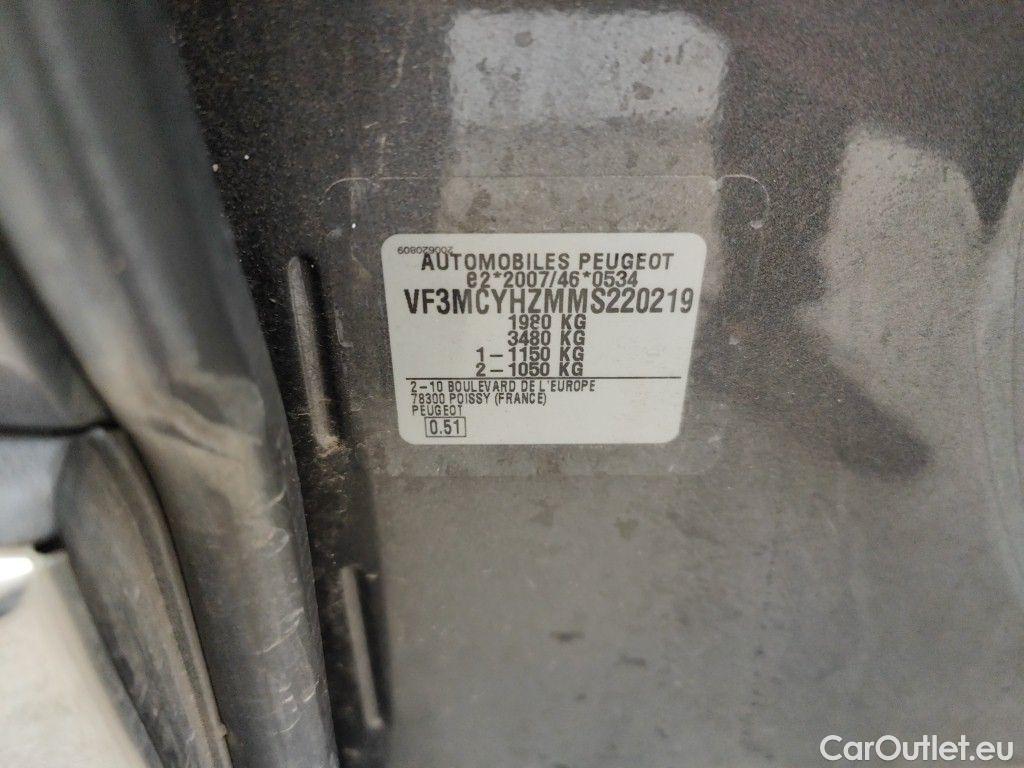 200620809
AUTOMOBILES PEUGEOT
e2*2007/46*0534
VF3MCYHZMMS220219
1980 KG
3480 KG
1-1150 KG
2-1050 KG
2-10 BOULEVARD DE L'EUROPE
78300 POISSY (FRANCE)
PEUGEOT
0.51
CarOutlet.eu